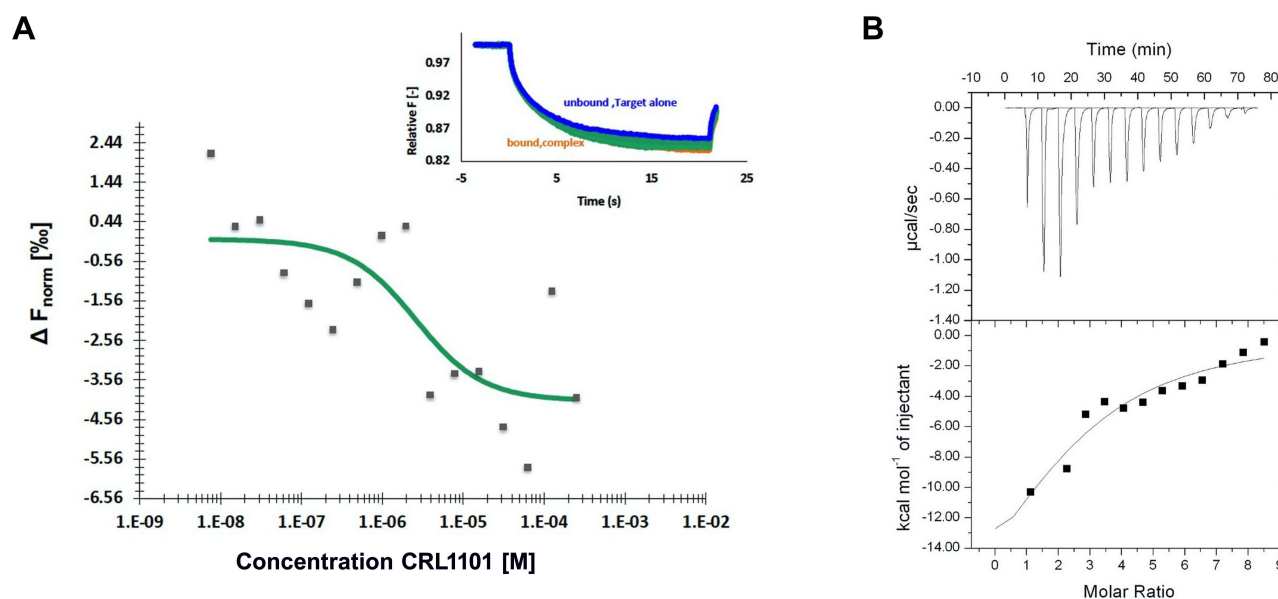 A
Δ Fnorm [‰]
2.44
1.44
0.44
-0.56
-1.56
-2.56
-3.56
-4.56
-5.56
-6.56
1.E-09 1.E-08 1.E-07 1.E-06 1.E-05 1.E-04 1.E-03 1.E-02
Concentration CRL1101 [M]
Relative F [-]
0.97
0.92
0.87
0.82
unbound ,Target alone
bound,complex
-5 5 15 25
Time (s)
B
Time (min)
-10 0 10 20 30 40 50 60 70 80
µcal/sec
0.00
-0.20
-0.40
-0.60
-0.80
-1.00
-1.20
-1.40
kcal mol-1 of injectant
0.00
-2.00
-4.00
-6.00
-8.00
-10.00
-12.00
-14.00
0 1 2 3 4 5 6 7 8
Molar Ratio